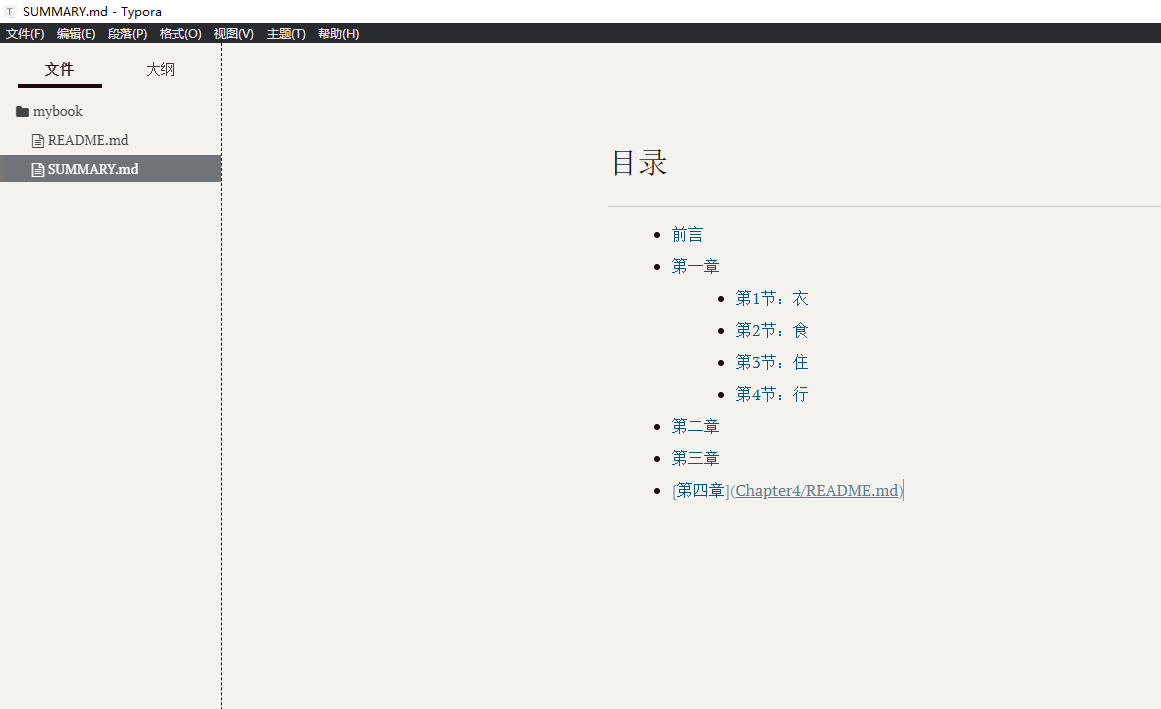 SUMMARY.md - Typora
文件(F) 编辑(E) 段落(P) 格式(O) 视图(V) 主题(T) 帮助(H)
文件 大纲
mybook
README.md
SUMMARY.md
目录
前言
第一章
第1节：衣
第2节：食
第3节：住
第4节：行
第二章
第三章
[第四章](Chapter4/README.md)